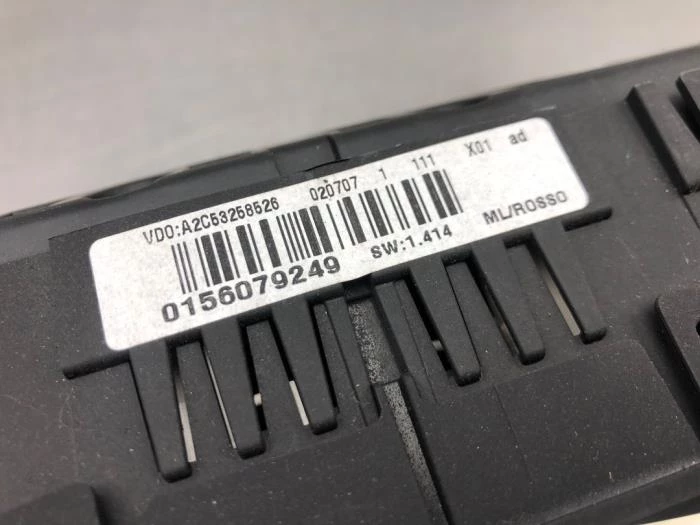 VDO:A2C53258526 020707 1 111 X01 ad
0156079249 SW:1.414 ML/ROSSO